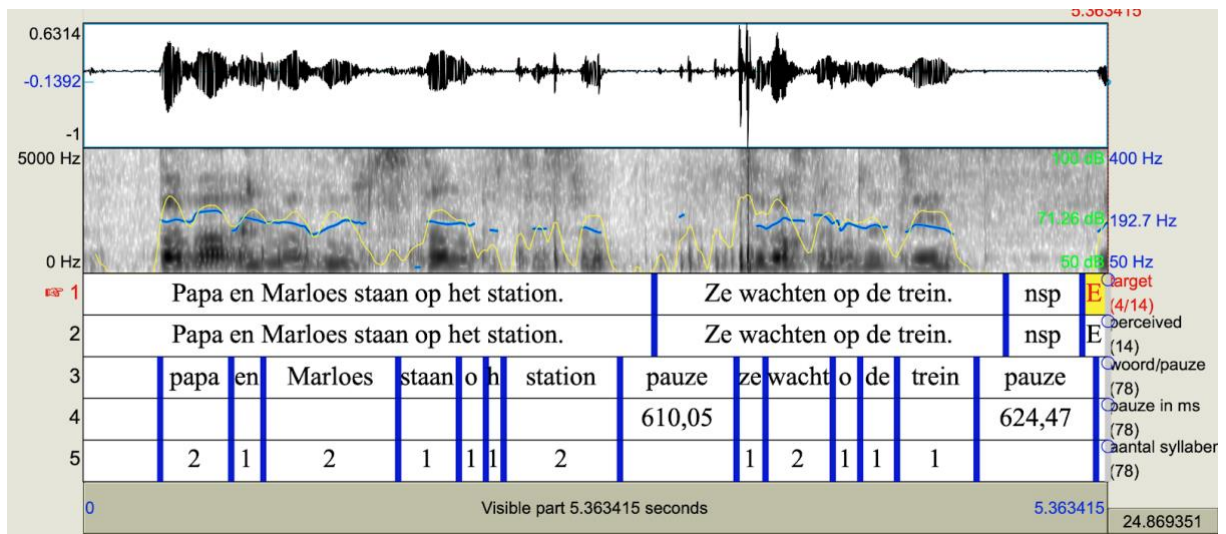 5.363415
0.6314
-0.1392
-1
5000 Hz 100 dB 400 Hz
71.26 dB 192.7 Hz
0 Hz 50 dB 50 Hz
1 Papa en Marloes staan op het station. Ze wachten op de trein. nsp E target (4/14)
2 Papa en Marloes staan op het station. Ze wachten op de trein. nsp E perceived (14)
3 papa en Marloes staan o h station pauze ze wacht o de trein pauze woord/pauze (78)
4 610,05 624,47 pauze in ms (78)
5 2 1 2 1 1 1 2 1 2 1 1 1 aantal syllaben (78)
0 Visible part 5.363415 seconds 5.363415
24.869351